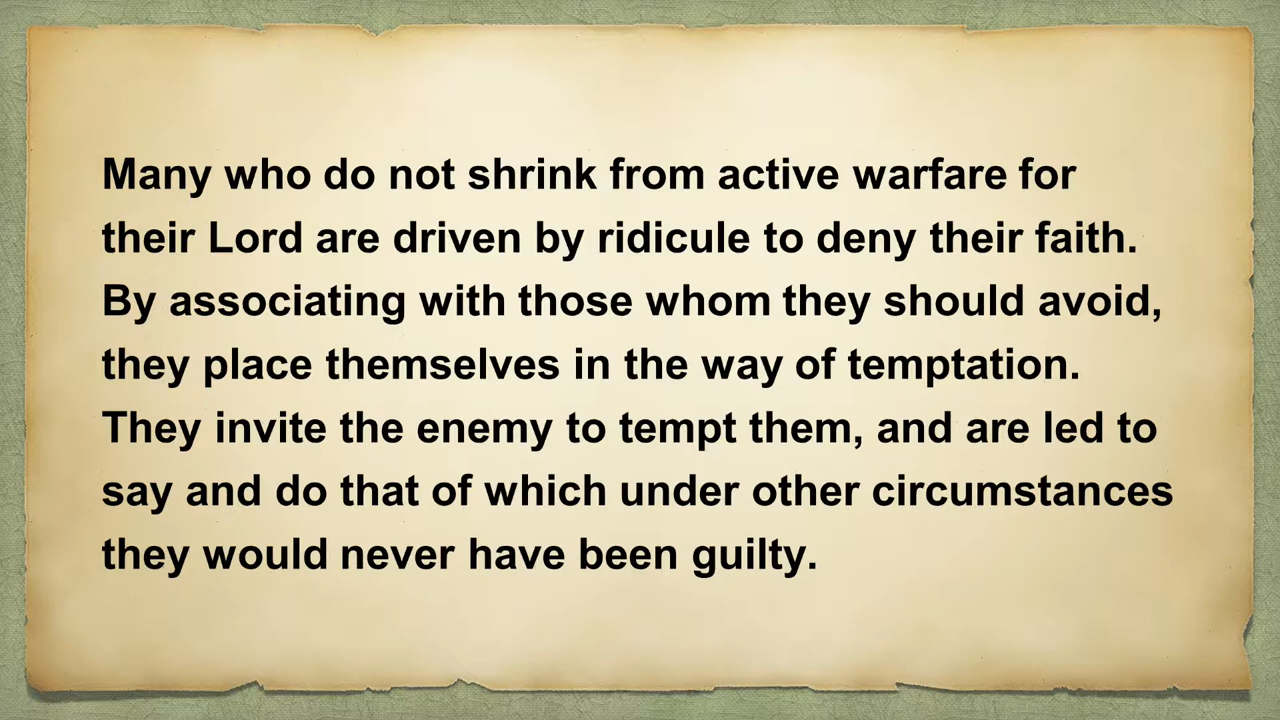 Many who do not shrink from active warfare for
their Lord are driven by ridicule to deny their faith.
By associating with those whom they should avoid,
they place themselves in the way of temptation.
They invite the enemy to tempt them, and are led to
say and do that of which under other circumstances
they would never have been guilty.